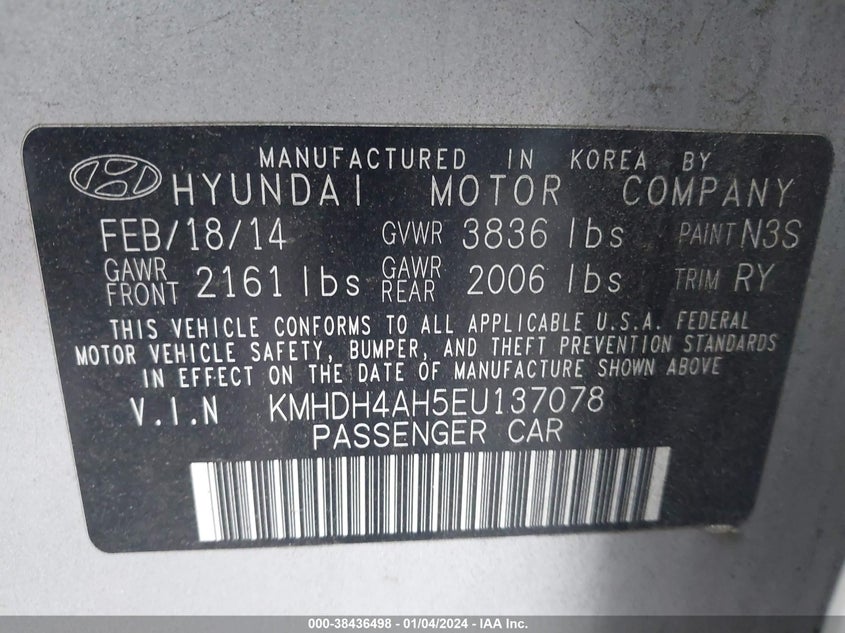 MANUFACTURED IN KOREA BY
HYUNDAI MOTOR COMPANY
FEB/18/14 GVWR 3836 lbs PAINT N3S
GAWR FRONT 2161 lbs GAWR REAR 2006 lbs TRIM RY
THIS VEHICLE CONFORMS TO ALL APPLICABLE U.S.A. FEDERAL
MOTOR VEHICLE SAFETY, BUMPER, AND THEFT PREVENTION STANDARDS
IN EFFECT ON THE DATE OF MANUFACTURE SHOWN ABOVE
V.I.N KMHDH4AH5EU137078
PASSENGER CAR
000-38436498 - 01/04/2024 - IAA Inc.